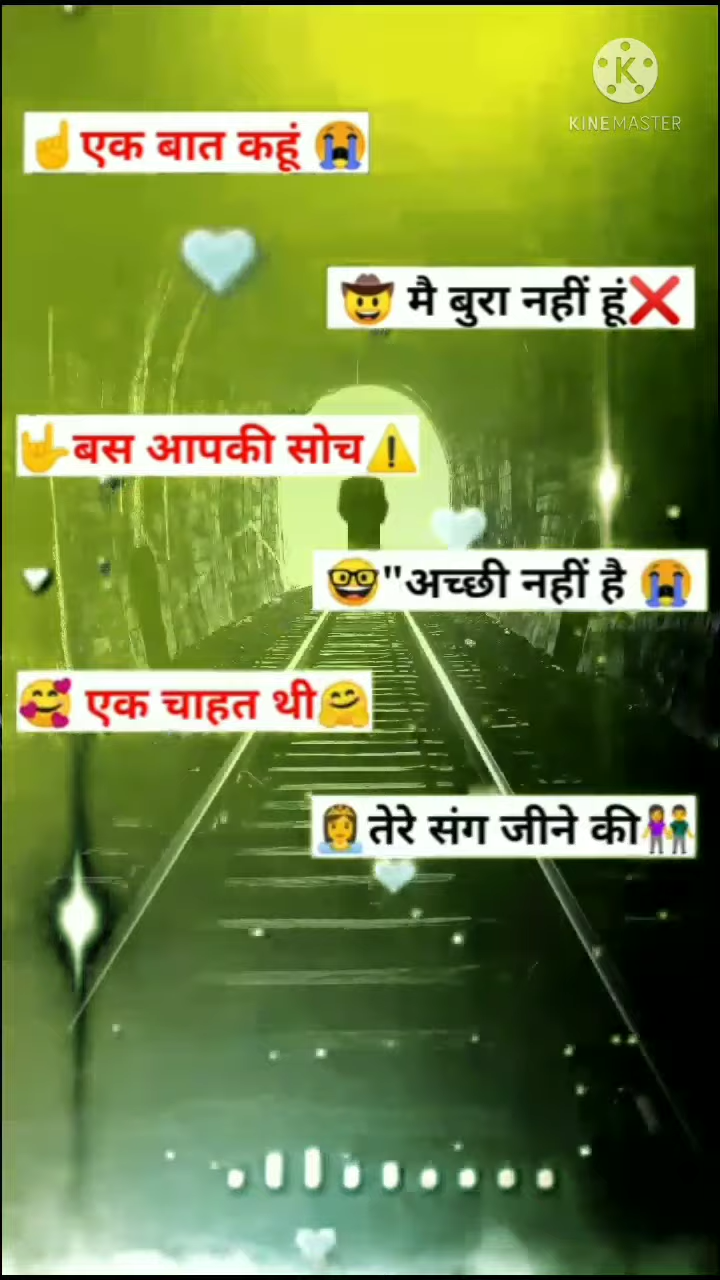 KINEMASTER
☝️एक बात कहूं 😭
🤠 मै बुरा नहीं हूं❌
🤟बस आपकी सोच⚠️
🤓"अच्छी नहीं है 😭
🥰 एक चाहत थी🤗
👸तेरे संग जीने की👫